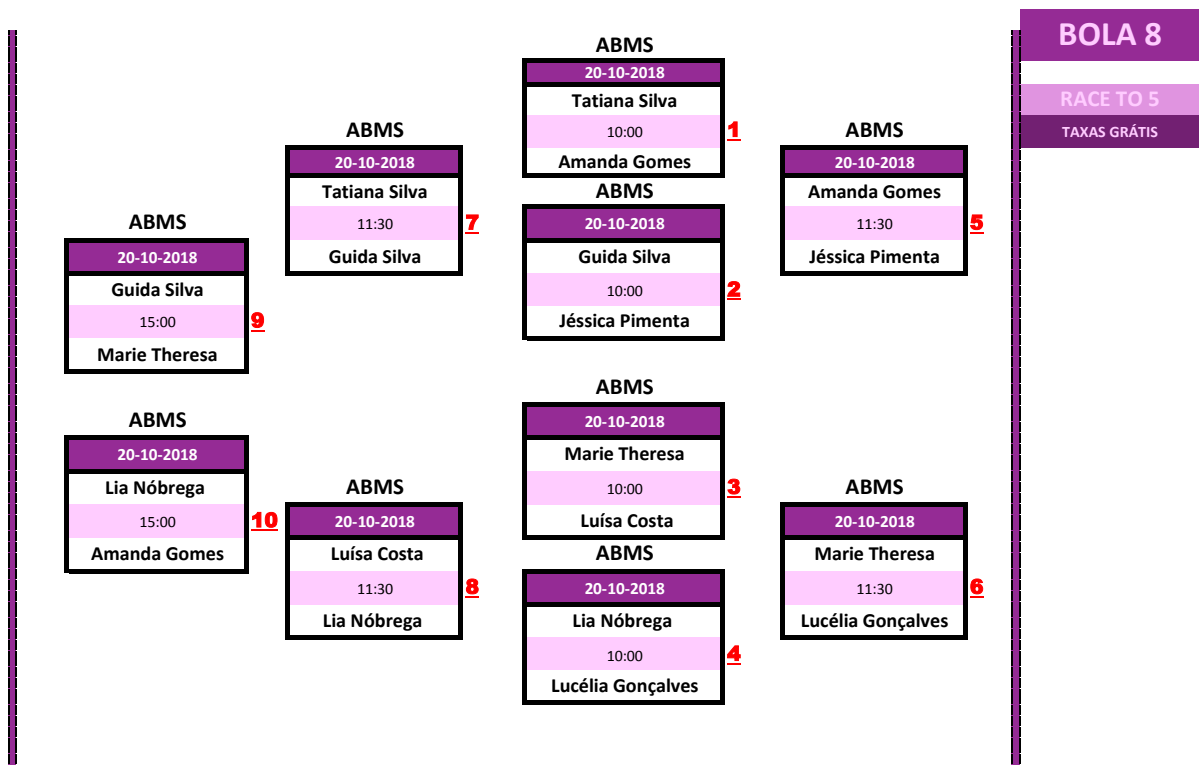 BOLA 8
RACE TO 5
TAXAS GRÁTIS
ABMS
20-10-2018
Tatiana Silva
10:00
1
Amanda Gomes
ABMS
20-10-2018
Guida Silva
10:00
2
Jéssica Pimenta
ABMS
20-10-2018
Marie Theresa
10:00
3
Luísa Costa
ABMS
20-10-2018
Lia Nóbrega
10:00
4
Lucélia Gonçalves
ABMS
20-10-2018
Amanda Gomes
11:30
5
Jéssica Pimenta
ABMS
20-10-2018
Marie Theresa
11:30
6
Lucélia Gonçalves
ABMS
20-10-2018
Tatiana Silva
11:30
7
Guida Silva
ABMS
20-10-2018
Luísa Costa
11:30
8
Lia Nóbrega
ABMS
20-10-2018
Guida Silva
15:00
9
Marie Theresa
ABMS
20-10-2018
Lia Nóbrega
15:00
10
Amanda Gomes